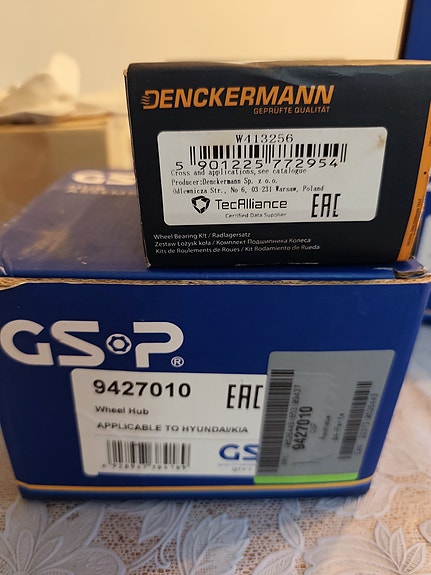 DENCKERMANN
GEPRÜFTE QUALITÄT
W413256
5 901225 772954
Cross and applications, see catalogue
Producer:Denckermann Sp. z o.o.
Odlewnicza Str., No 6, 03-231 Warsaw, Poland
TecAlliance
Certified Data Supplier
EAC
Wheel Bearing Kit / Radlagersatz
Zestaw Łożysk koła / Комплект Подшипника Колеса
Kits de Roulements de Roues / Kit Rodamiento de Rueda
GSP®
9427010
EAC
Wheel Hub
APPLICABLE TO HYUNDAI/KIA
GS
9427010
GSP